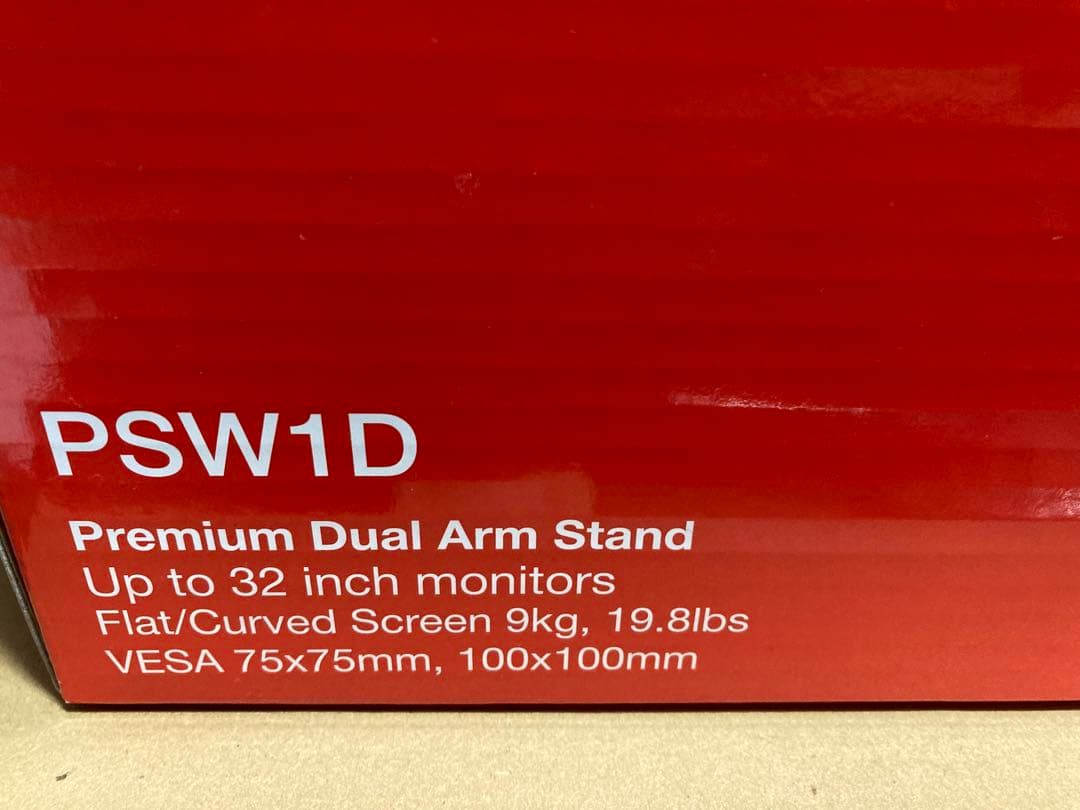 PSW1D
Premium Dual Arm Stand
Up to 32 inch monitors
Flat/Curved Screen 9kg, 19.8lbs
VESA 75x75mm, 100x100mm